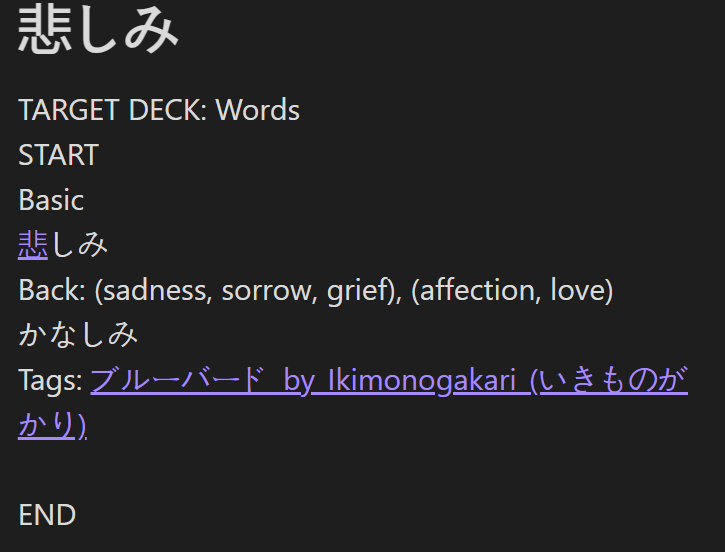 悲しみ
TARGET DECK: Words
START
Basic
悲しみ
Back: (sadness, sorrow, grief), (affection, love)
かなしみ
Tags: ブルーバード_by_Ikimonogakari_(いきものが
かり)
END